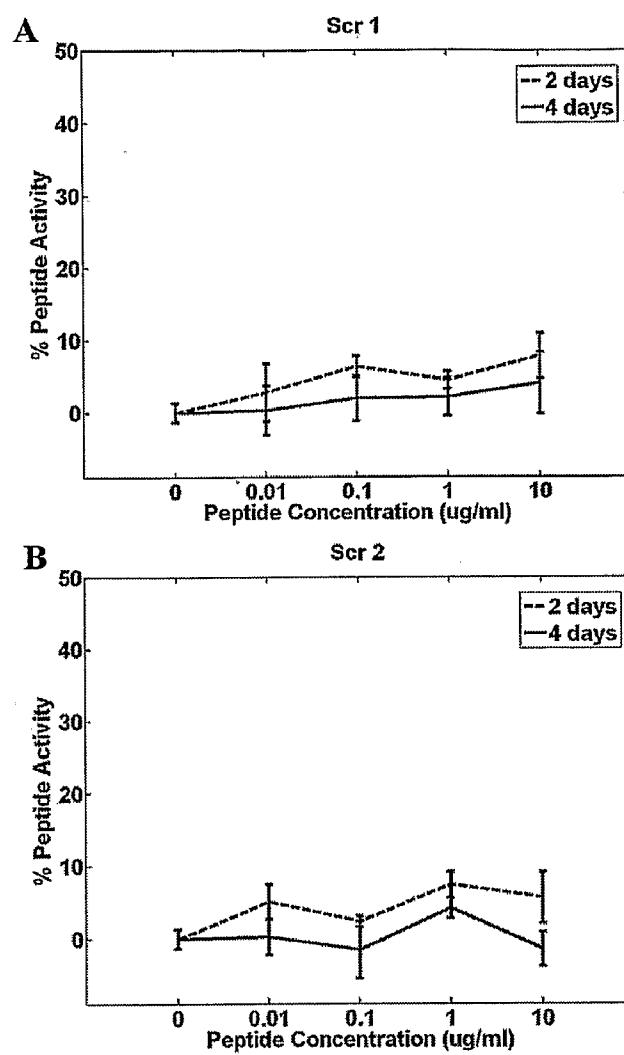 A
Scr 1
50
40
30
20
10
0
% Peptide Activity
2 days
4 days
0 0.01 0.1 1 10
Peptide Concentration (ug/ml)
B
Scr 2
50
40
30
20
10
0
% Peptide Activity
2 days
4 days
0 0.01 0.1 1 10
Peptide Concentration (ug/ml)